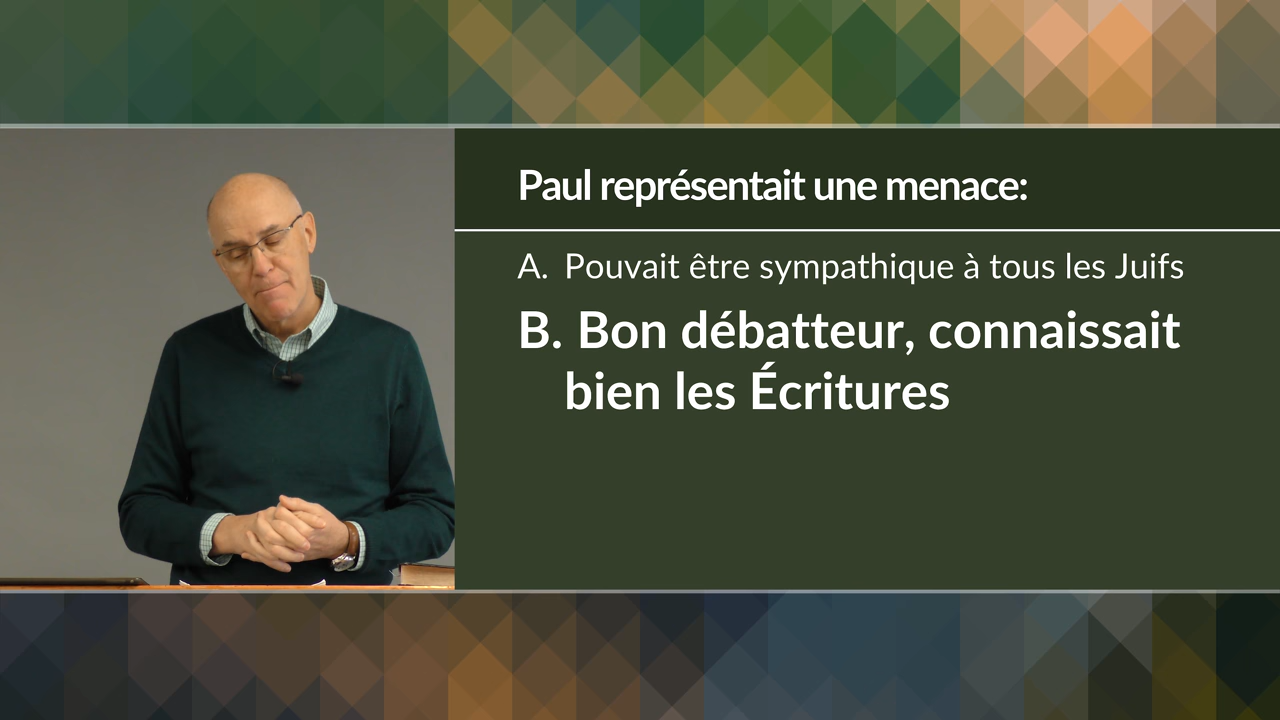 Paul représentait une menace:
A. Pouvait être sympathique à tous les Juifs
B. Bon débatteur, connaissait
bien les Écritures